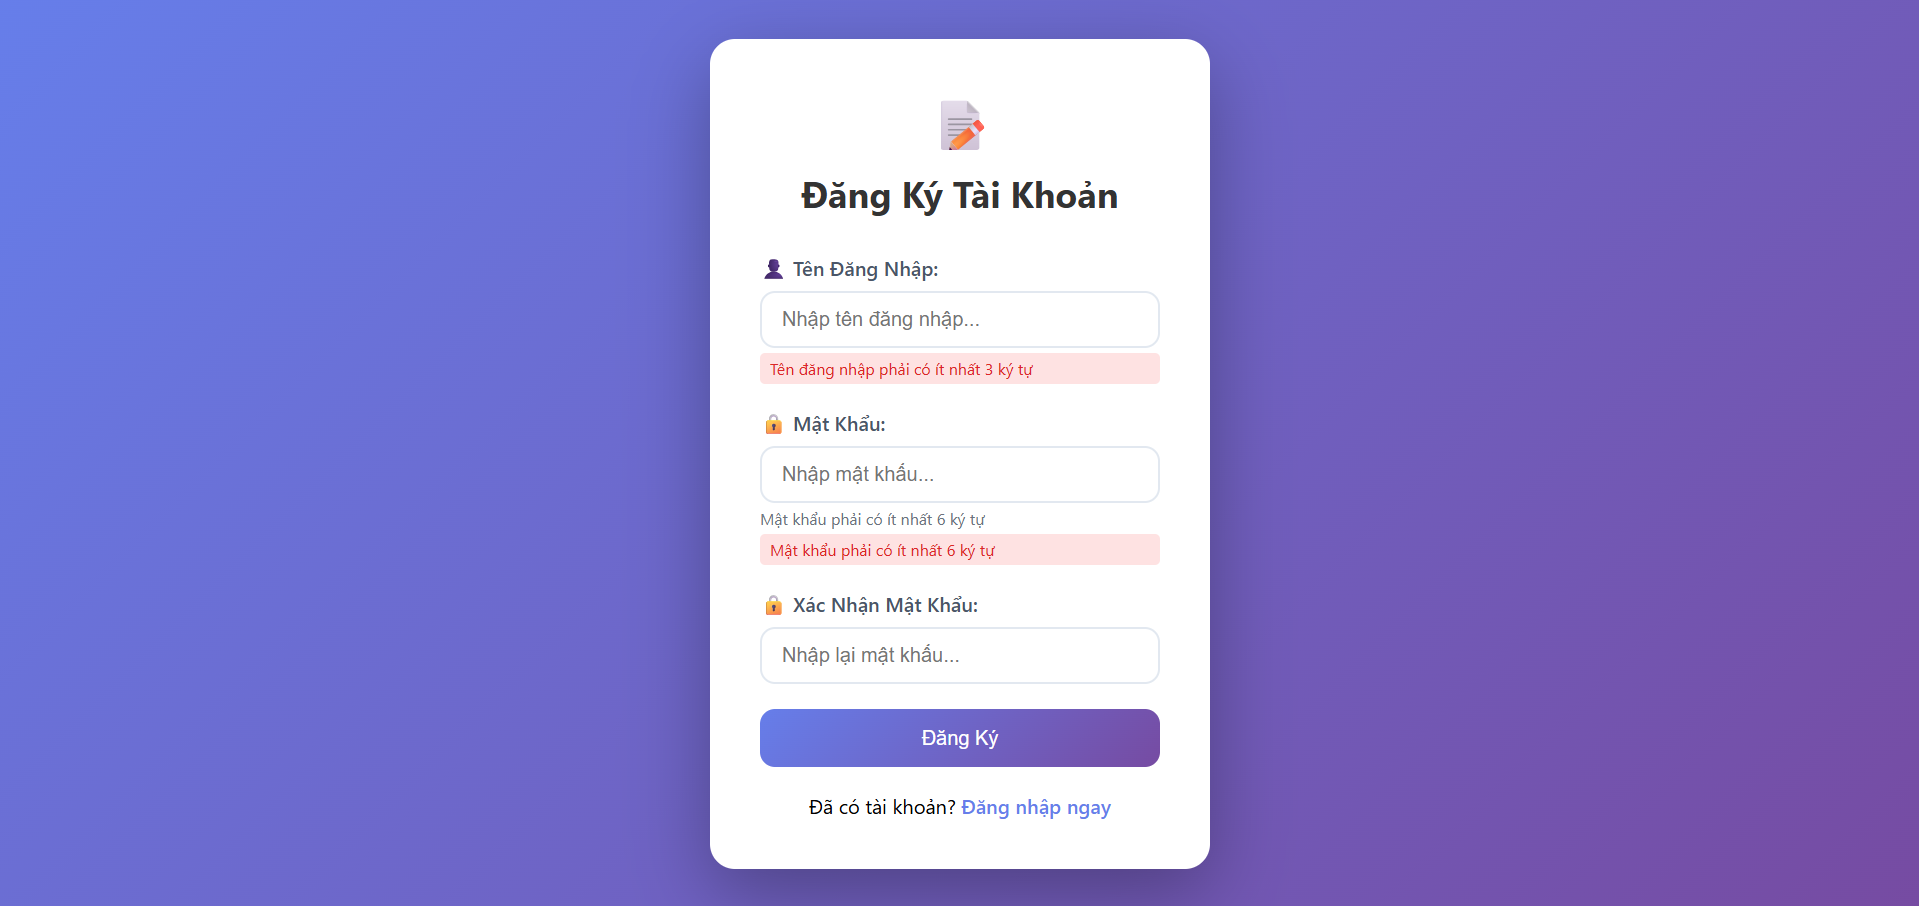 Đăng Ký Tài Khoản
Tên Đăng Nhập:
Nhập tên đăng nhập...
Tên đăng nhập phải có ít nhất 3 ký tự
Mật Khẩu:
Nhập mật khẩu...
Mật khẩu phải có ít nhất 6 ký tự
Mật khẩu phải có ít nhất 6 ký tự
Xác Nhận Mật Khẩu:
Nhập lại mật khẩu...
Đăng Ký
Đã có tài khoản? Đăng nhập ngay